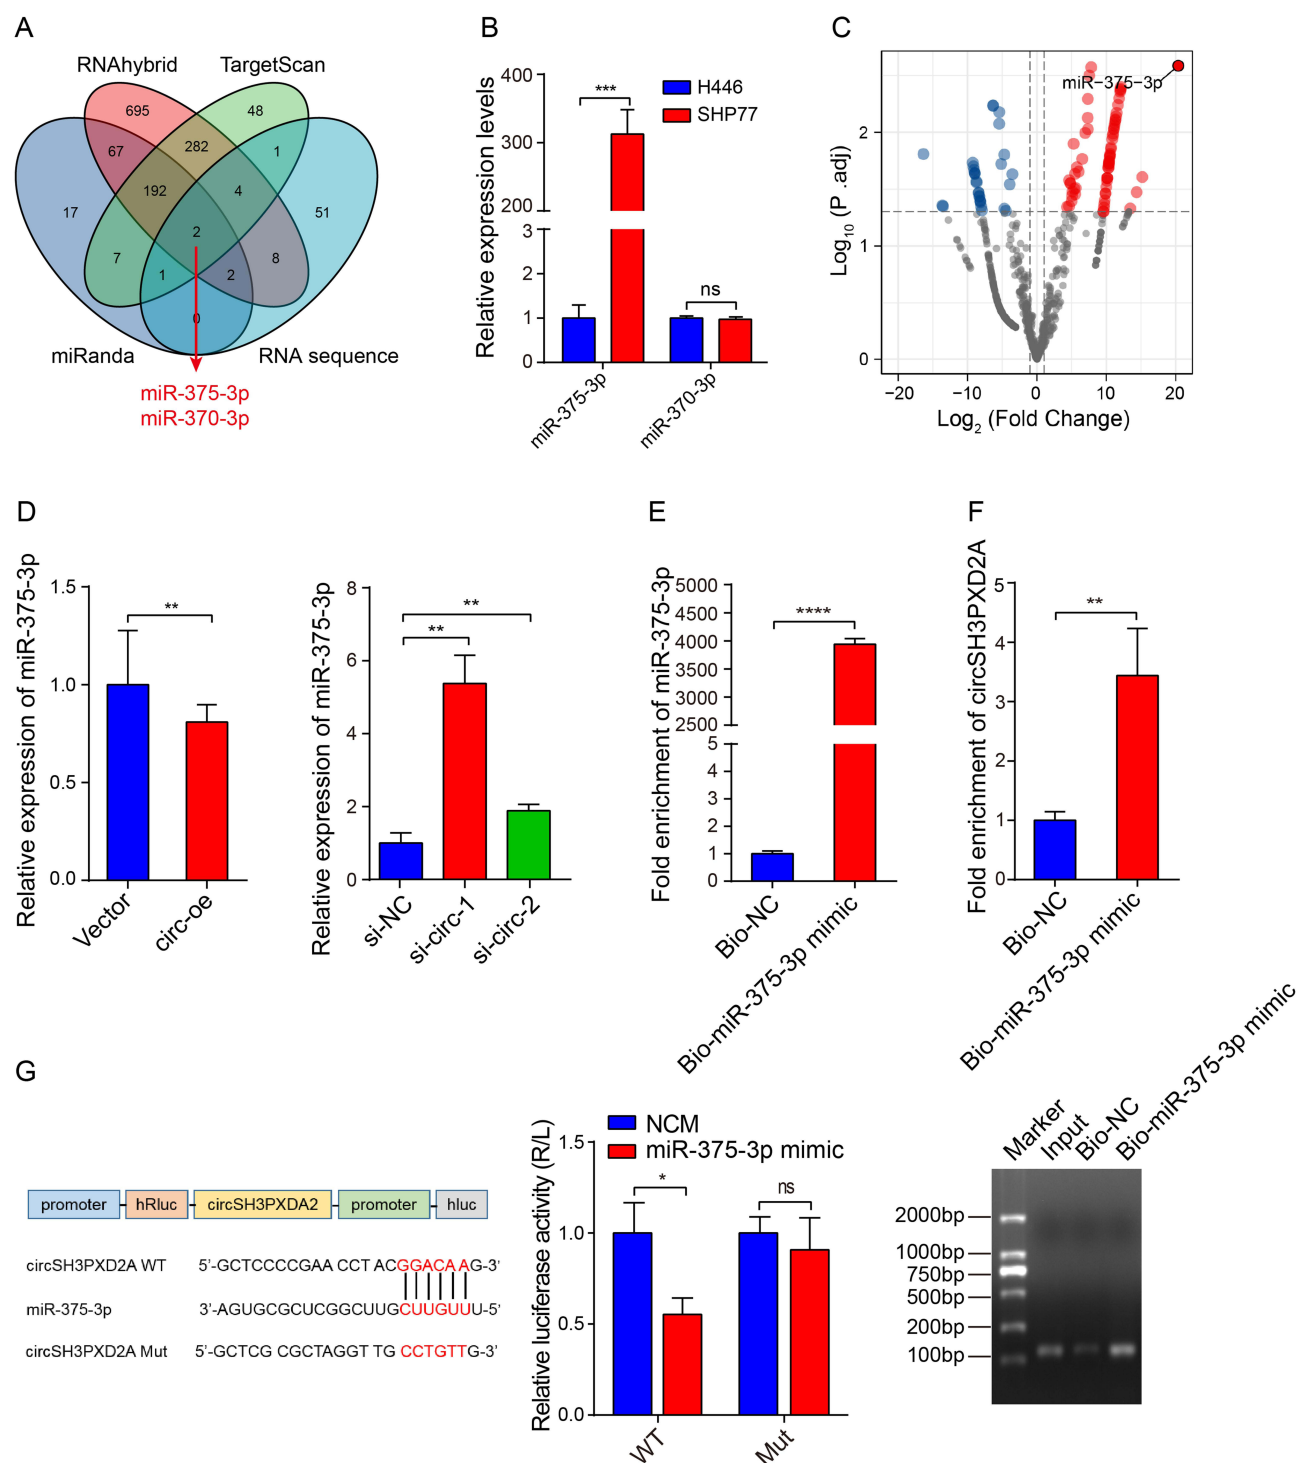 A
RNAhybrid
TargetScan
695
48
67
282
1
192
4
17
51
2
7
1
2
8
0
miRanda
RNA sequence
miR-375-3p
miR-370-3p
B
Relative expression levels
400
300
200
3
2
1
0
***
ns
H446
SHP77
miR-375-3p
miR-370-3p
C
miR−375−3p
Log10 (P .adj)
2
1
0
−20
−10
0
10
20
Log2 (Fold Change)
D
Relative expression of miR-375-3p
1.5
1.0
0.5
0.0
**
Vector
circ-oe
Relative expression of miR-375-3p
8
6
4
2
0
**
**
si-NC
si-circ-1
si-circ-2
E
Fold enrichment of miR-375-3p
5000
4500
4000
3500
3000
2500
5
4
3
2
1
0
****
Bio-NC
Bio-miR-375-3p mimic
F
Fold enrichment of circSH3PXD2A
5
4
3
2
1
0
**
Bio-NC
Bio-miR-375-3p mimic
G
promoter
hRluc
circSH3PXDA2
promoter
hluc
circSH3PXD2A WT 5'-GCTCCCCGAA CCT ACGGACAAG-3'
miR-375-3p 3'-AGUGCGCUCGGCUUGCUUGUUU-5'
circSH3PXD2A Mut 5'-GCTCG CGCTAGGT TG CCTGTTG-3'
NCM
miR-375-3p mimic
Relative luciferase activity (R/L)
1.5
1.0
0.5
0.0
*
ns
WT
Mut
Marker
Input
Bio-NC
Bio-miR-375-3p mimic
2000bp
1000bp
750bp
500bp
200bp
100bp